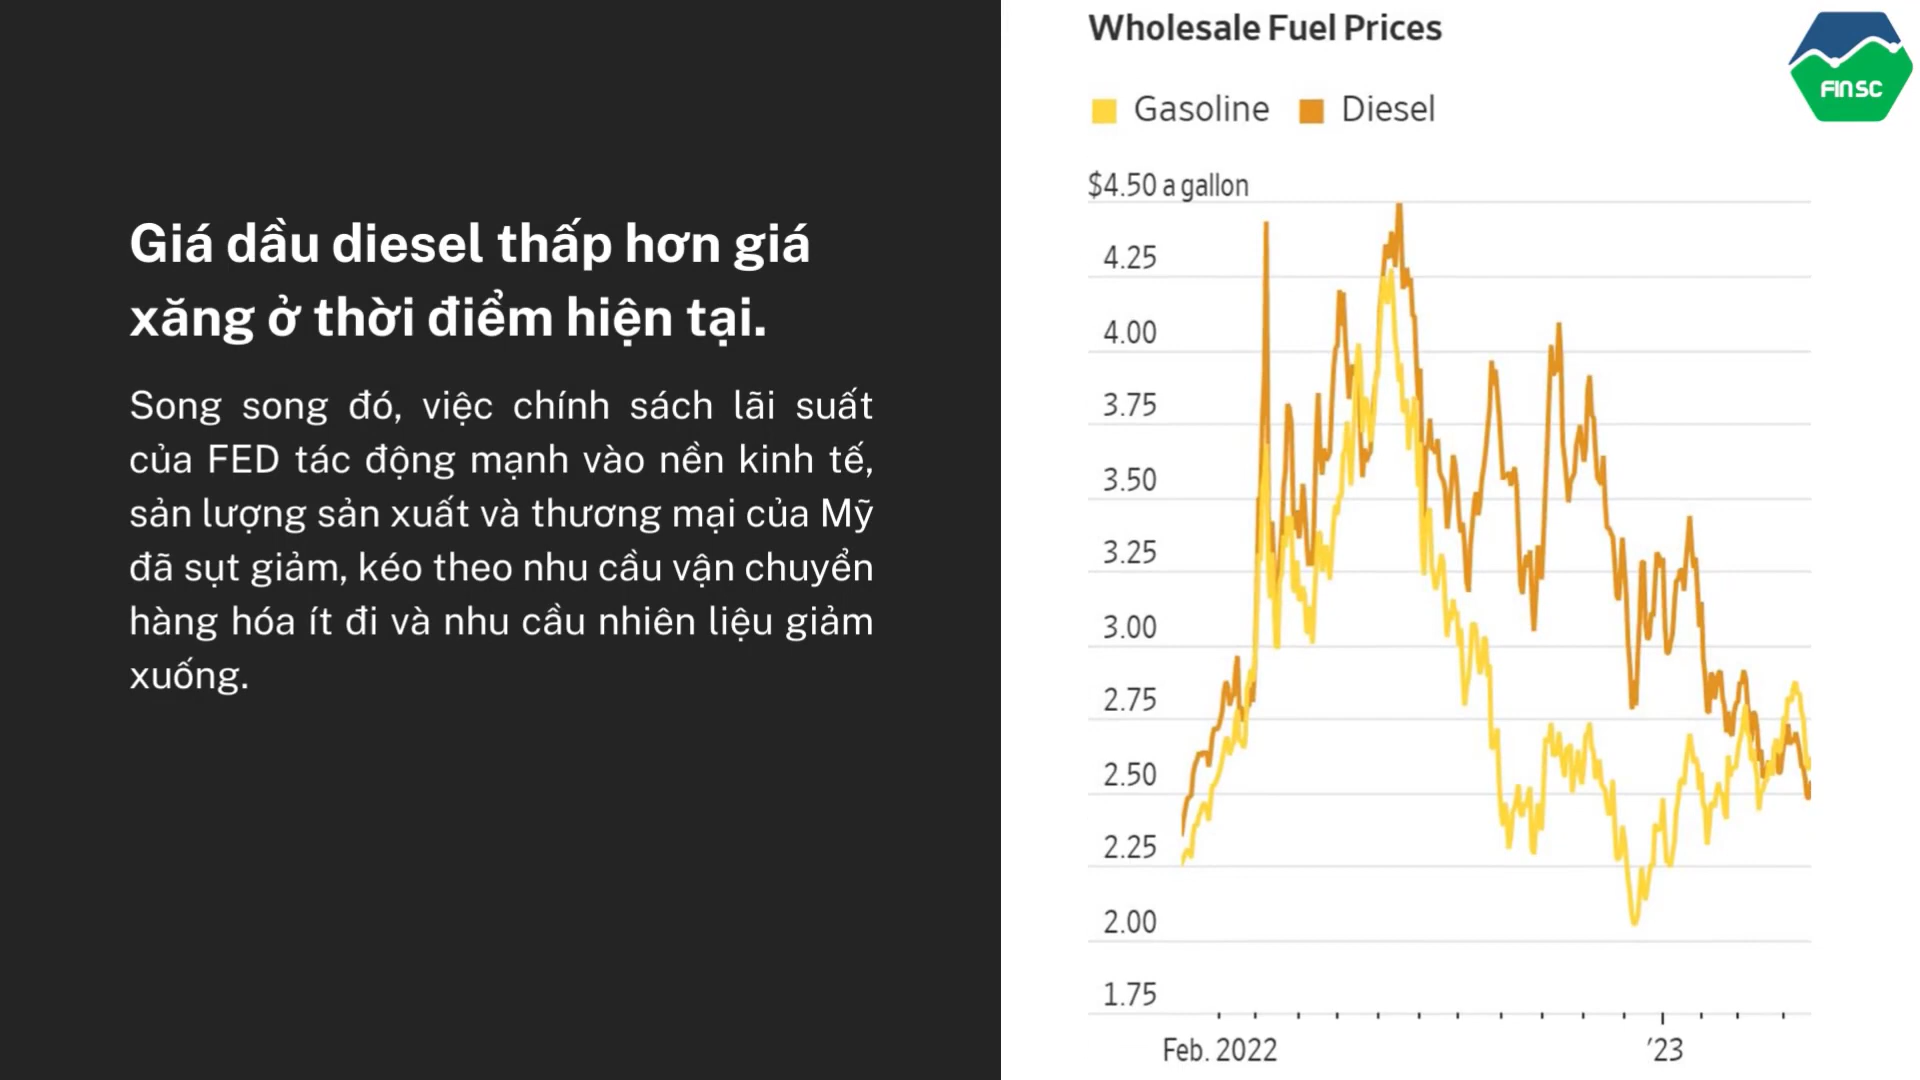 Giá dầu diesel thấp hơn giá
xăng ở thời điểm hiện tại.
Song song đó, việc chính sách lãi suất
của FED tác động mạnh vào nền kinh tế,
sản lượng sản xuất và thương mại của Mỹ
đã sụt giảm, kéo theo nhu cầu vận chuyển
hàng hóa ít đi và nhu cầu nhiên liệu giảm
xuống.
Wholesale Fuel Prices
FINSC
Gasoline Diesel
$4.50 a gallon
4.25
4.00
3.75
3.50
3.25
3.00
2.75
2.50
2.25
2.00
1.75
Feb. 2022 ’23